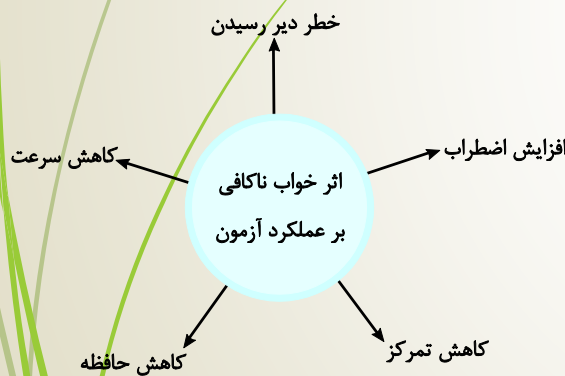 خطر دیر رسیدن
افزایش اضطراب
کاهش سرعت
اثر خواب ناکافی
بر عملکرد آزمون
کاهش تمرکز
کاهش حافظه